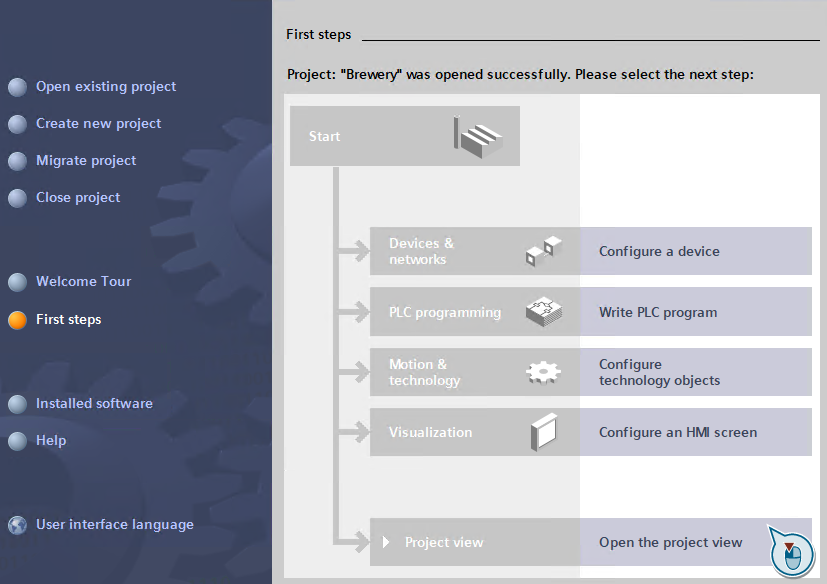 First steps
Project: "Brewery" was opened successfully. Please select the next step:
Open existing project
Create new project
Migrate project
Close project
Welcome Tour
First steps
Installed software
Help
User interface language
Start
Devices &
networks
Configure a device
PLC programming
Write PLC program
Motion &
technology
Configure
technology objects
Visualization
Configure an HMI screen
Project view
Open the project view